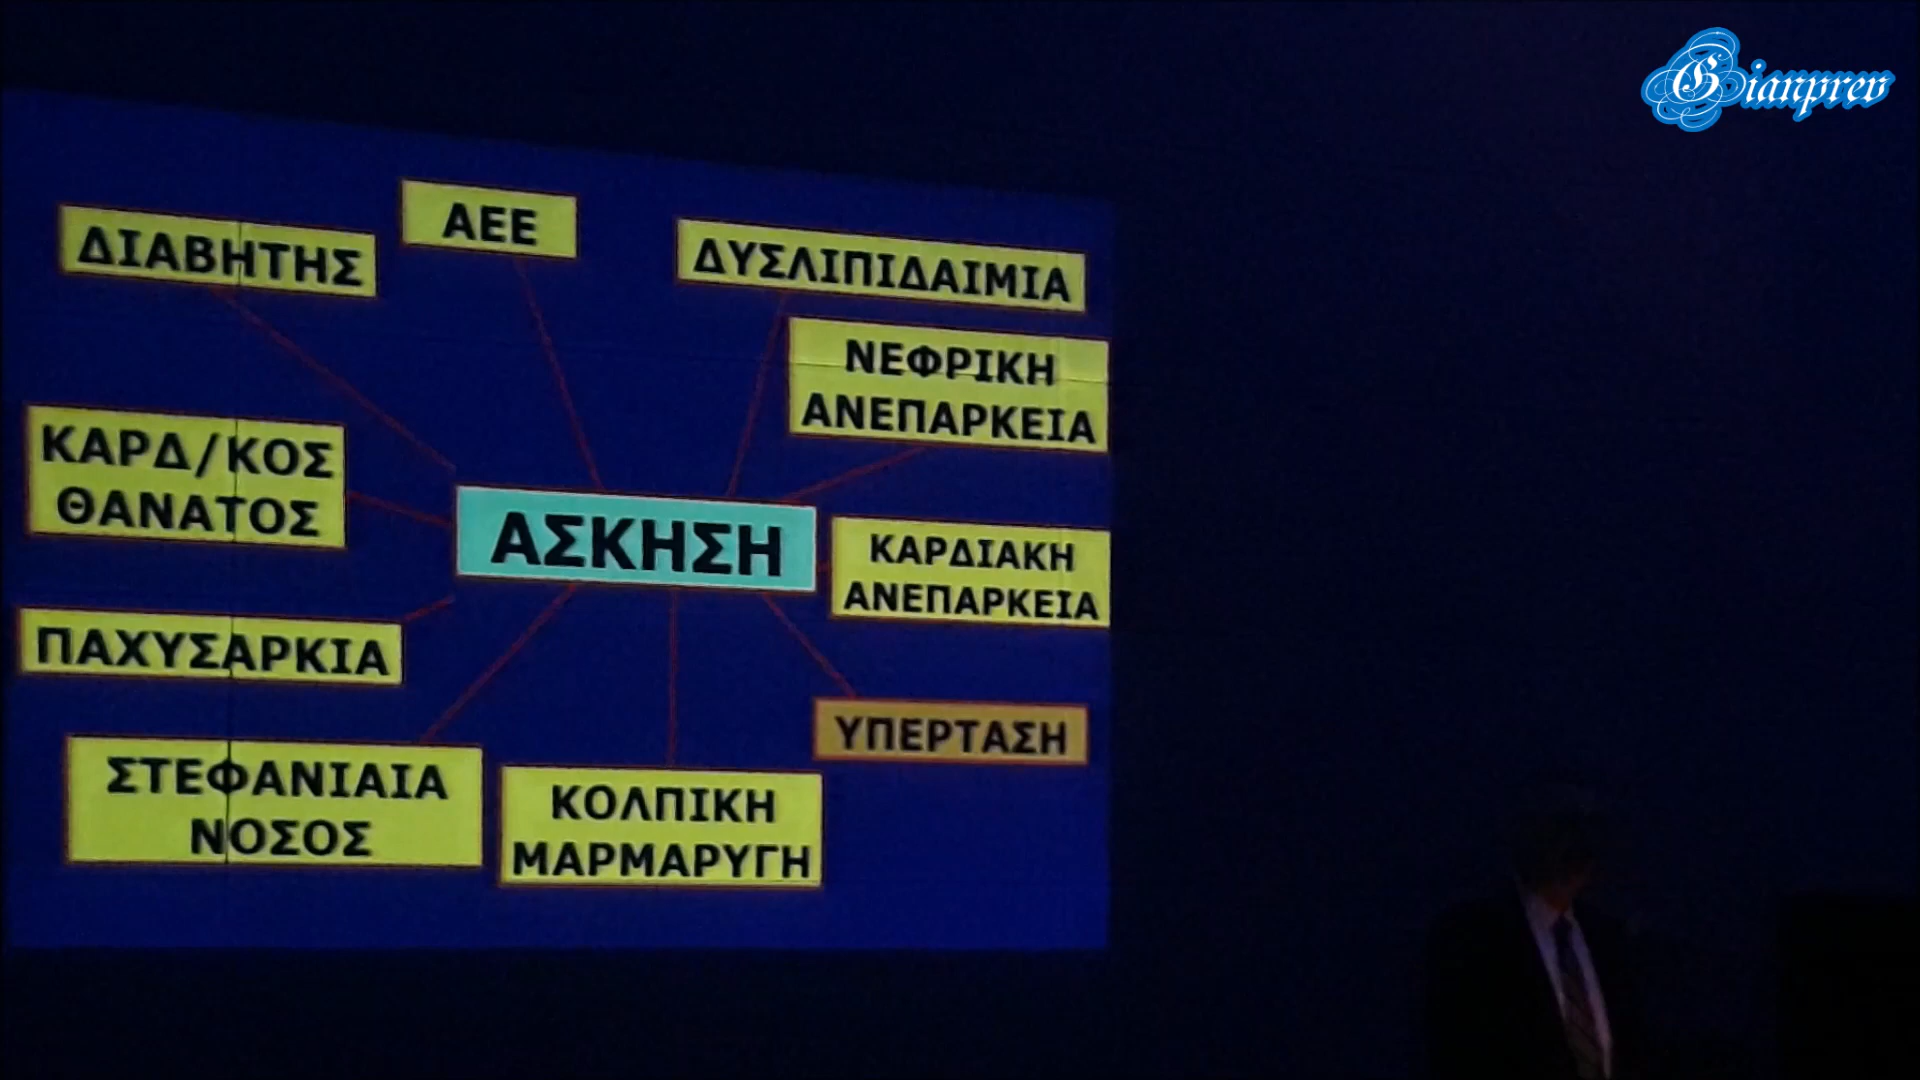 Gianprev
ΔΙΑΒΗΤΗΣ
ΑΕΕ
ΔΥΣΛΙΠΙΔΑΙΜΙΑ
ΝΕΦΡΙΚΗ
ΑΝΕΠΑΡΚΕΙΑ
ΚΑΡΔ/ΚΟΣ
ΘΑΝΑΤΟΣ
ΑΣΚΗΣΗ
ΚΑΡΔΙΑΚΗ
ΑΝΕΠΑΡΚΕΙΑ
ΠΑΧΥΣΑΡΚΙΑ
ΥΠΕΡΤΑΣΗ
ΣΤΕΦΑΝΙΑΙΑ
ΝΟΣΟΣ
ΚΟΛΠΙΚΗ
ΜΑΡΜΑΡΥΓΗ